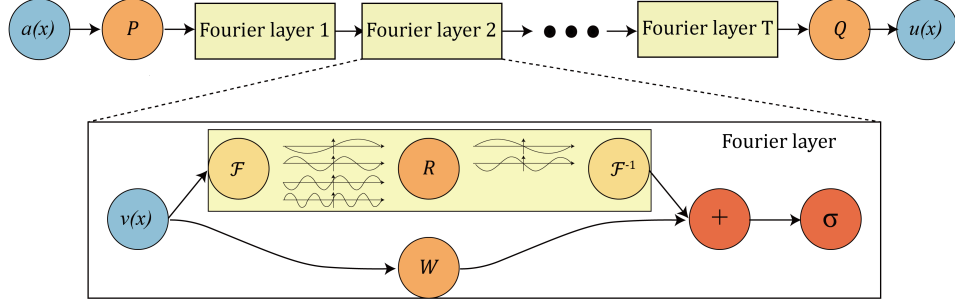 a(x) P Fourier layer 1 Fourier layer 2 Fourier layer T Q u(x)
Fourier layer
ℱ R ℱ⁻¹
v(x) + σ
W